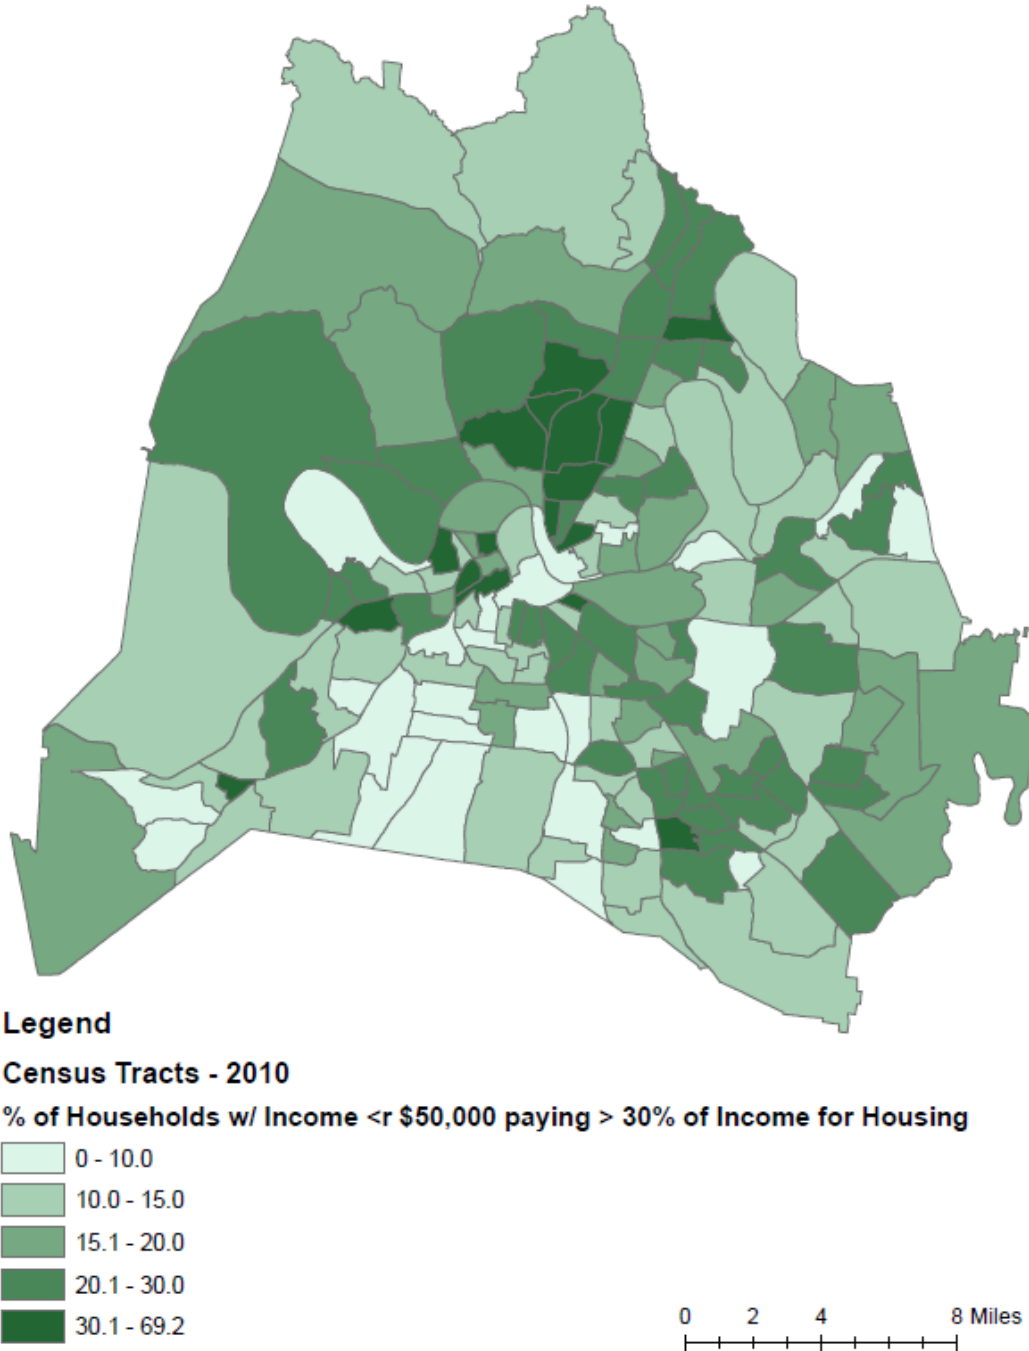 Legend
Census Tracts - 2010
% of Households w/ Income <r $50,000 paying > 30% of Income for Housing
0 - 10.0
10.0 - 15.0
15.1 - 20.0
20.1 - 30.0
30.1 - 69.2
0 2 4 8 Miles